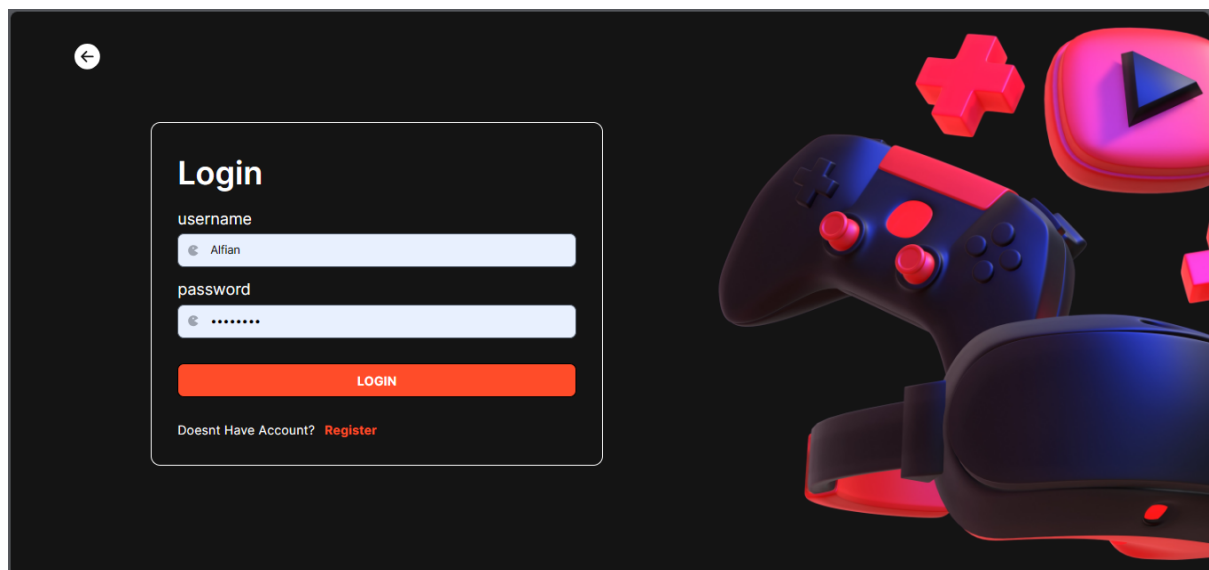 Login
username
Alfian
password
••••••••
LOGIN
Doesnt Have Account? Register